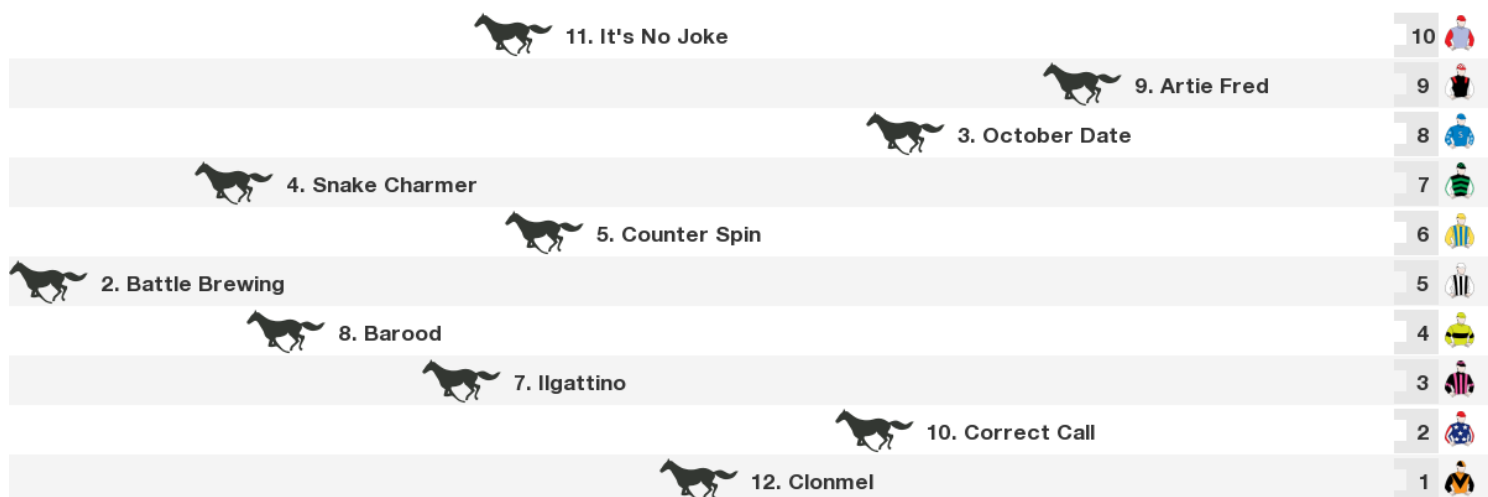 11. It's No Joke 10
9. Artie Fred 9
3. October Date 8
4. Snake Charmer 7
5. Counter Spin 6
2. Battle Brewing 5
8. Barood 4
7. Ilgattino 3
10. Correct Call 2
12. Clonmel 1